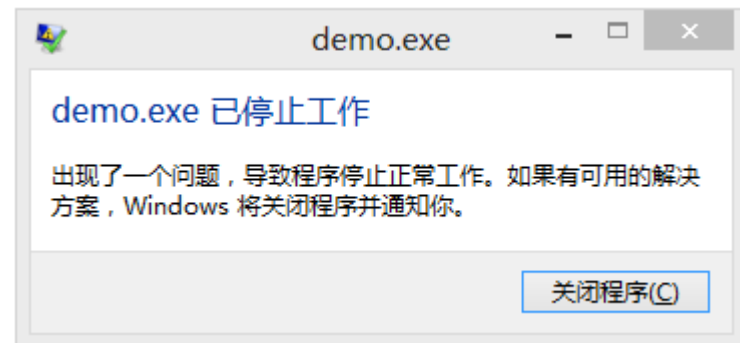 demo.exe
demo.exe 已停止工作
出现了一个问题，导致程序停止正常工作。如果有可用的解决
方案，Windows 将关闭程序并通知你。
关闭程序(C)